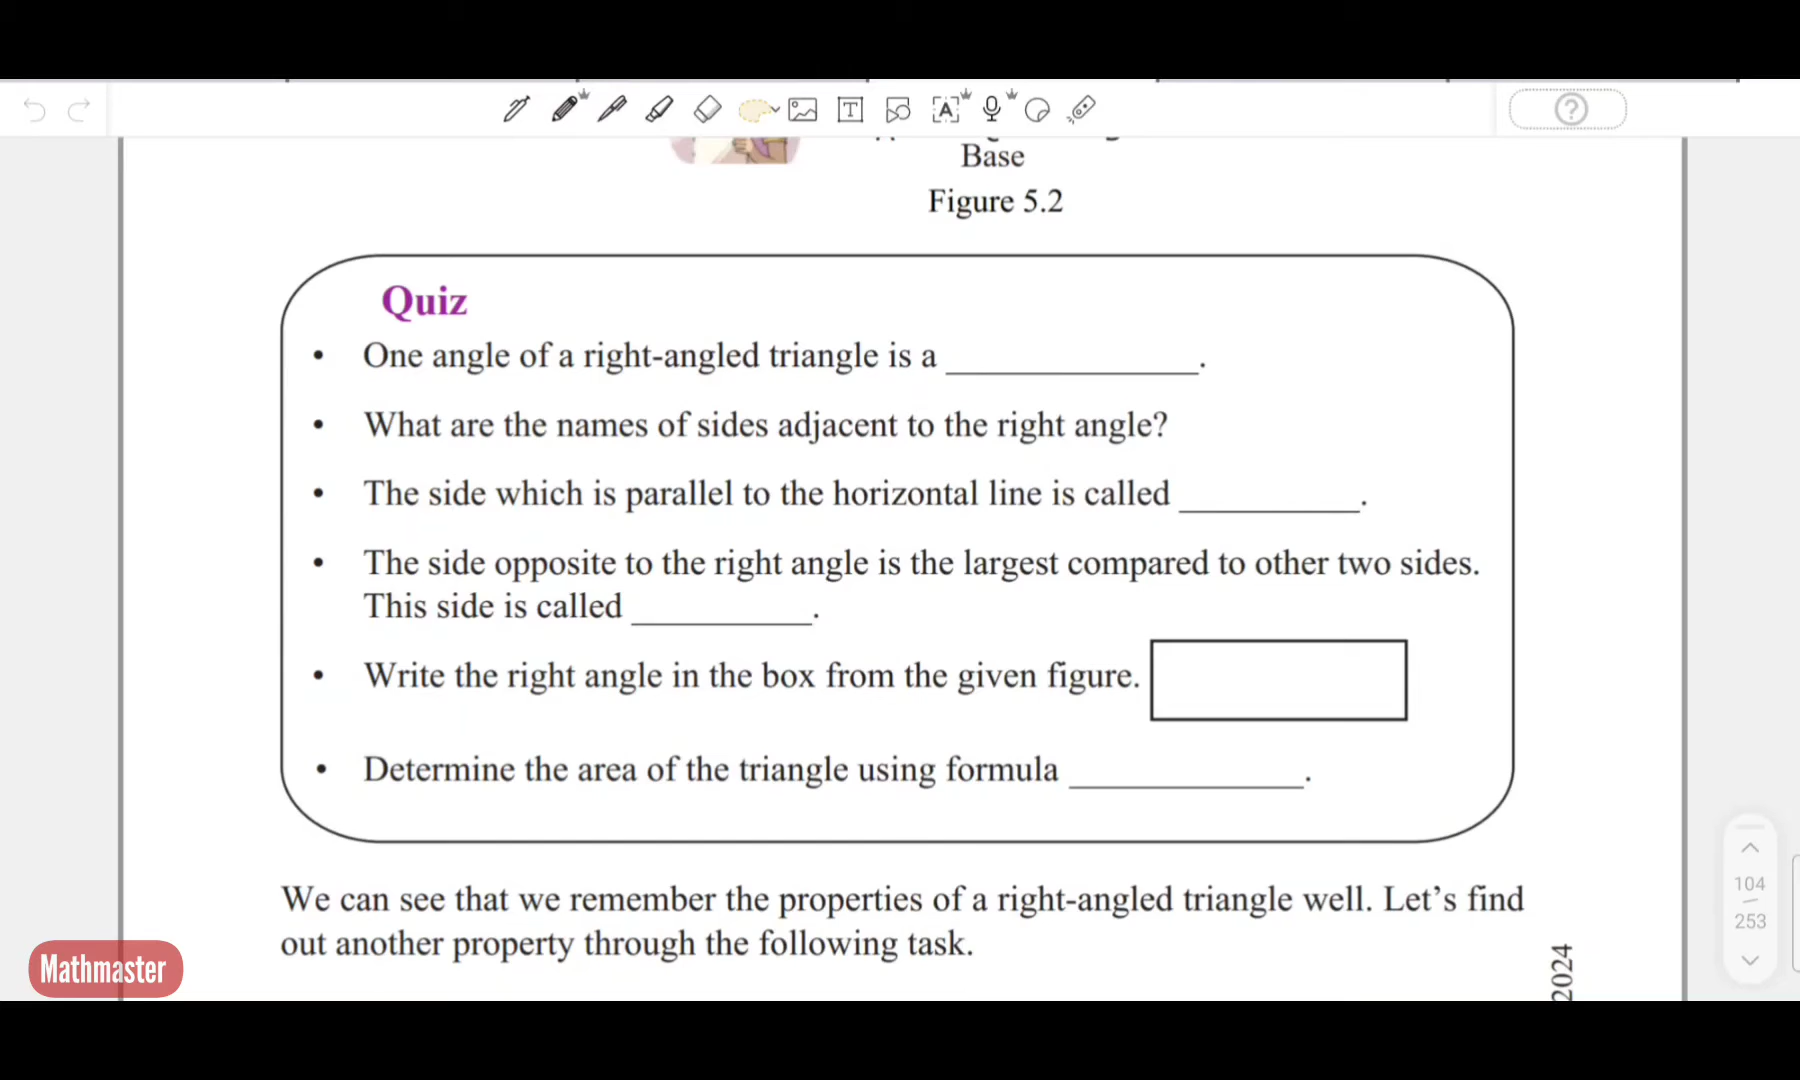 Base
Figure 5.2
Quiz
• One angle of a right-angled triangle is a ______________.
• What are the names of sides adjacent to the right angle?
• The side which is parallel to the horizontal line is called __________.
• The side opposite to the right angle is the largest compared to other two sides.
This side is called __________.
• Write the right angle in the box from the given figure.
• Determine the area of the triangle using formula _____________.
We can see that we remember the properties of a right-angled triangle well. Let’s find
out another property through the following task.
Mathmaster
2024
104
253